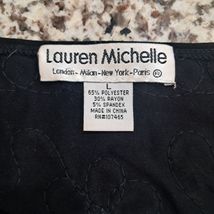 Lauren Michelle
London - Milan - New York - Paris
L
65% POLYESTER
30% RAYON
5% SPANDEX
MADE IN CHINA
RN#107465